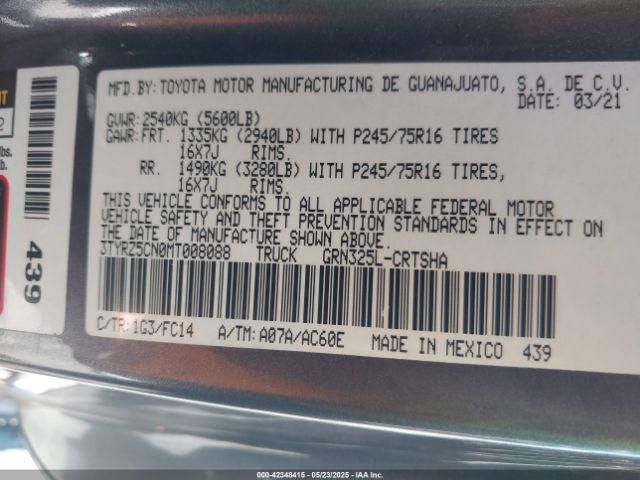 MFD.BY: TOYOTA MOTOR MANUFACTURING DE GUANAJUATO, S.A. DE C.V.
DATE: 03/21
GVWR: 2540KG (5600LB)
GAWR: FRT. 1335KG (2940LB) WITH P245/75R16 TIRES
16X7J RIMS.
RR. 1490KG (3280LB) WITH P245/75R16 TIRES,
16X7J RIMS.
THIS VEHICLE CONFORMS TO ALL APPLICABLE FEDERAL MOTOR
VEHICLE SAFETY AND THEFT PREVENTION STANDARDS IN EFFECT ON
THE DATE OF MANUFACTURE SHOWN ABOVE.
3TYRZ5CN0MT008088 TRUCK GRN325L-CRTSHA
C/TR: 1G3/FC14 A/TM: A07A/AC60E MADE IN MEXICO 439
439
000-42348415 - 05/23/2025 - IAA Inc.